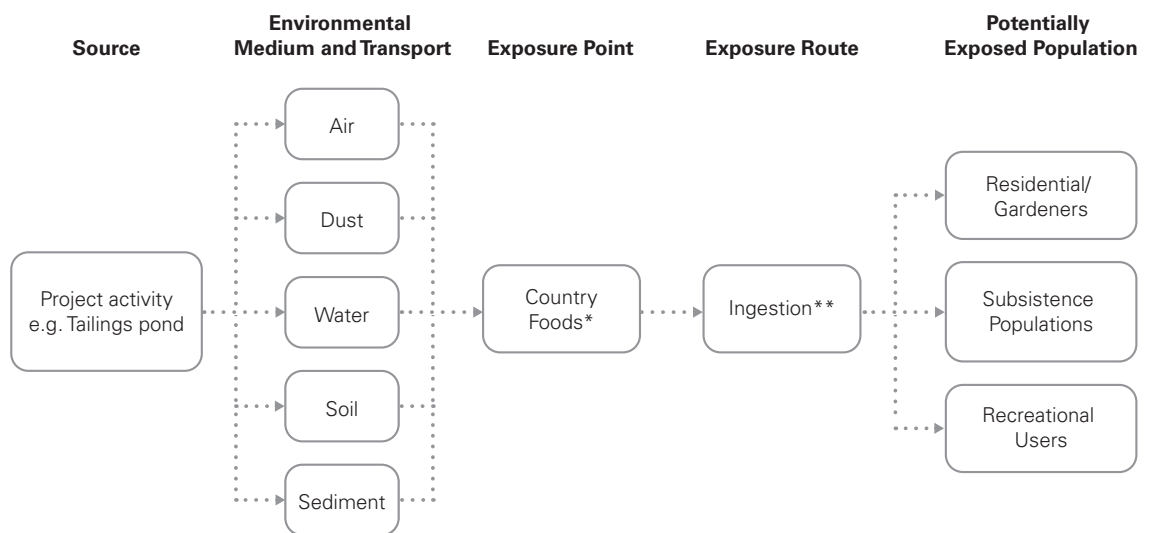 Source
Environmental
Medium and Transport
Exposure Point
Exposure Route
Potentially
Exposed Population
Project activity
e.g. Tailings pond
Air
Dust
Water
Soil
Sediment
Country
Foods*
Ingestion**
Residential/
Gardeners
Subsistence
Populations
Recreational
Users